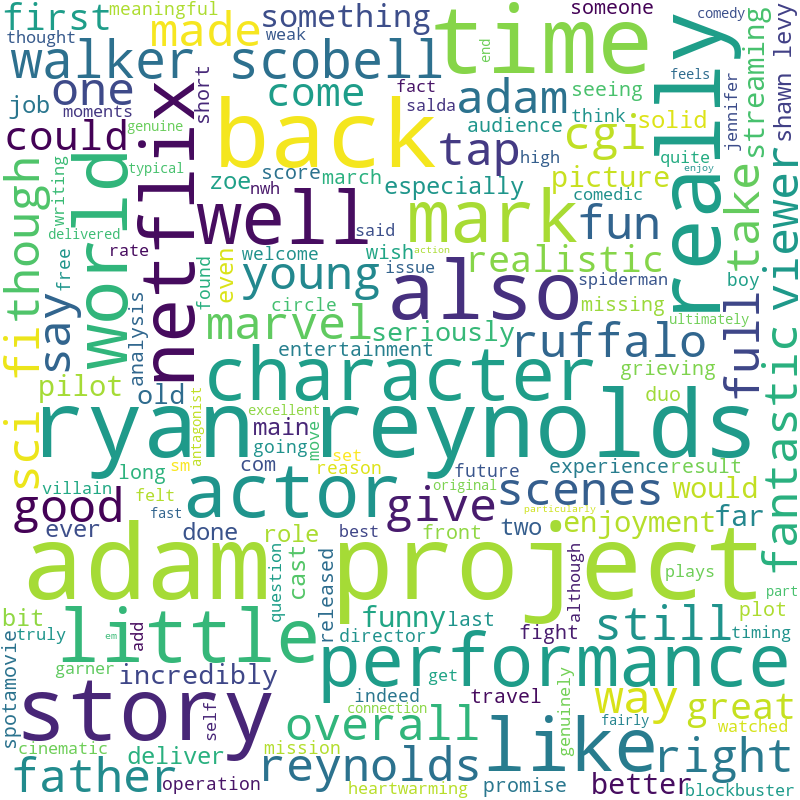 first
meaningful
someone
comedy
thought
made
something
weak
time
really
shawn levy
walker scobell
end
feels
one
come
adam
seeing
streaming
job
moments
short
fact
salda
think
jennifer
could
genuine
back
tap
audience
cgi
solid
typical
zoe
score
march
high
quite
enjoy
though
writing
world
netflix
nwh
especially
picture
comedic
take
viewer
delivered
well
said
mark
fun
rate
free
found
even
welcome
wish
young
issue
realistic
spiderman
boy
say
analysis
circle
missing
marvel
seriously
ruffalo
full
ultimately
also
action
sci fi
entertainment
grieving
fantastic
pilot
old
character
duo
ryan reynolds
antagonist
excellent
main
move
going
set
com
reason
sm
long
future
experience
result
villain
felt
fast
actor
original
give
scenes
would
good
particularly
ever
done
role
best
front
two
enjoyment
far
adam project
question
cast
released
although
plays
part
bit
little
funny
last
still
plot
truly
em
add
director
fight
timing
spotamovie
garner
incredibly
performance
get
story
self
overall
indeed
travel
way
great
connection
genuinely
fairly
watched
cinematic
deliver
mission
like
right
father
operation
reynolds
heartwarming
promise
better
blockbuster